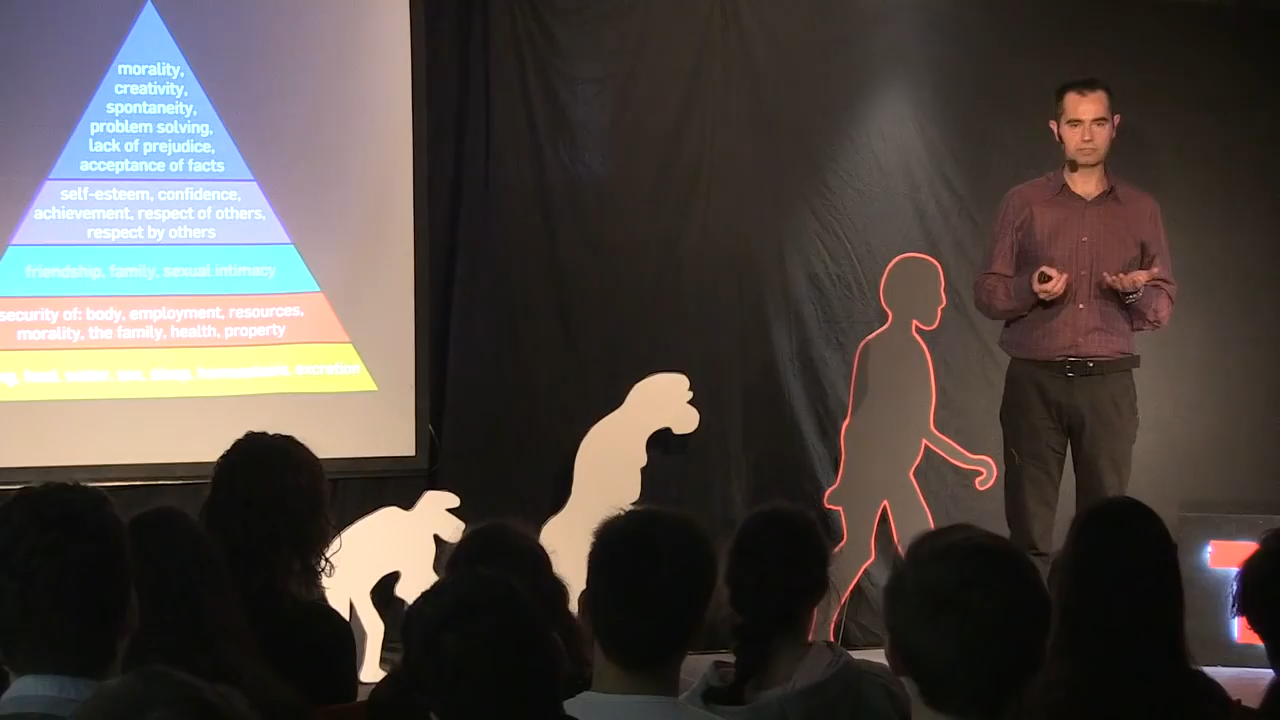 morality,
creativity,
spontaneity,
problem solving,
lack of prejudice,
acceptance of facts
self-esteem, confidence,
achievement, respect of others,
respect by others
friendship, family, sexual intimacy
security of: body, employment, resources,
morality, the family, health, property
food, water, sex, sleep, homeostasis, excretion
T